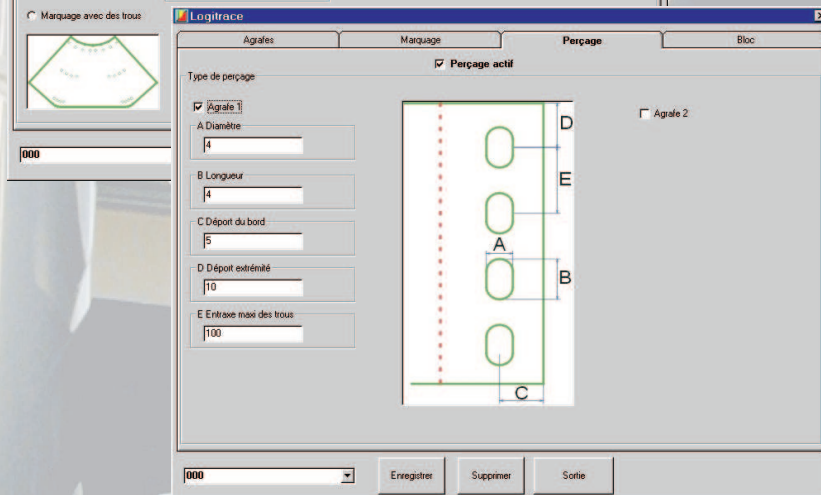 Marquage avec des trous
000
Logitrace
Agrafes Marquage Perçage Bloc
Perçage actif
Type de perçage
Agrafe 1
A Diamètre
4
B Longueur
4
C Déport du bord
5
D Déport extrémité
10
E Entraxe maxi des trous
100
D
E
A
B
C
Agrafe 2
000 Enregistrer Supprimer Sortie